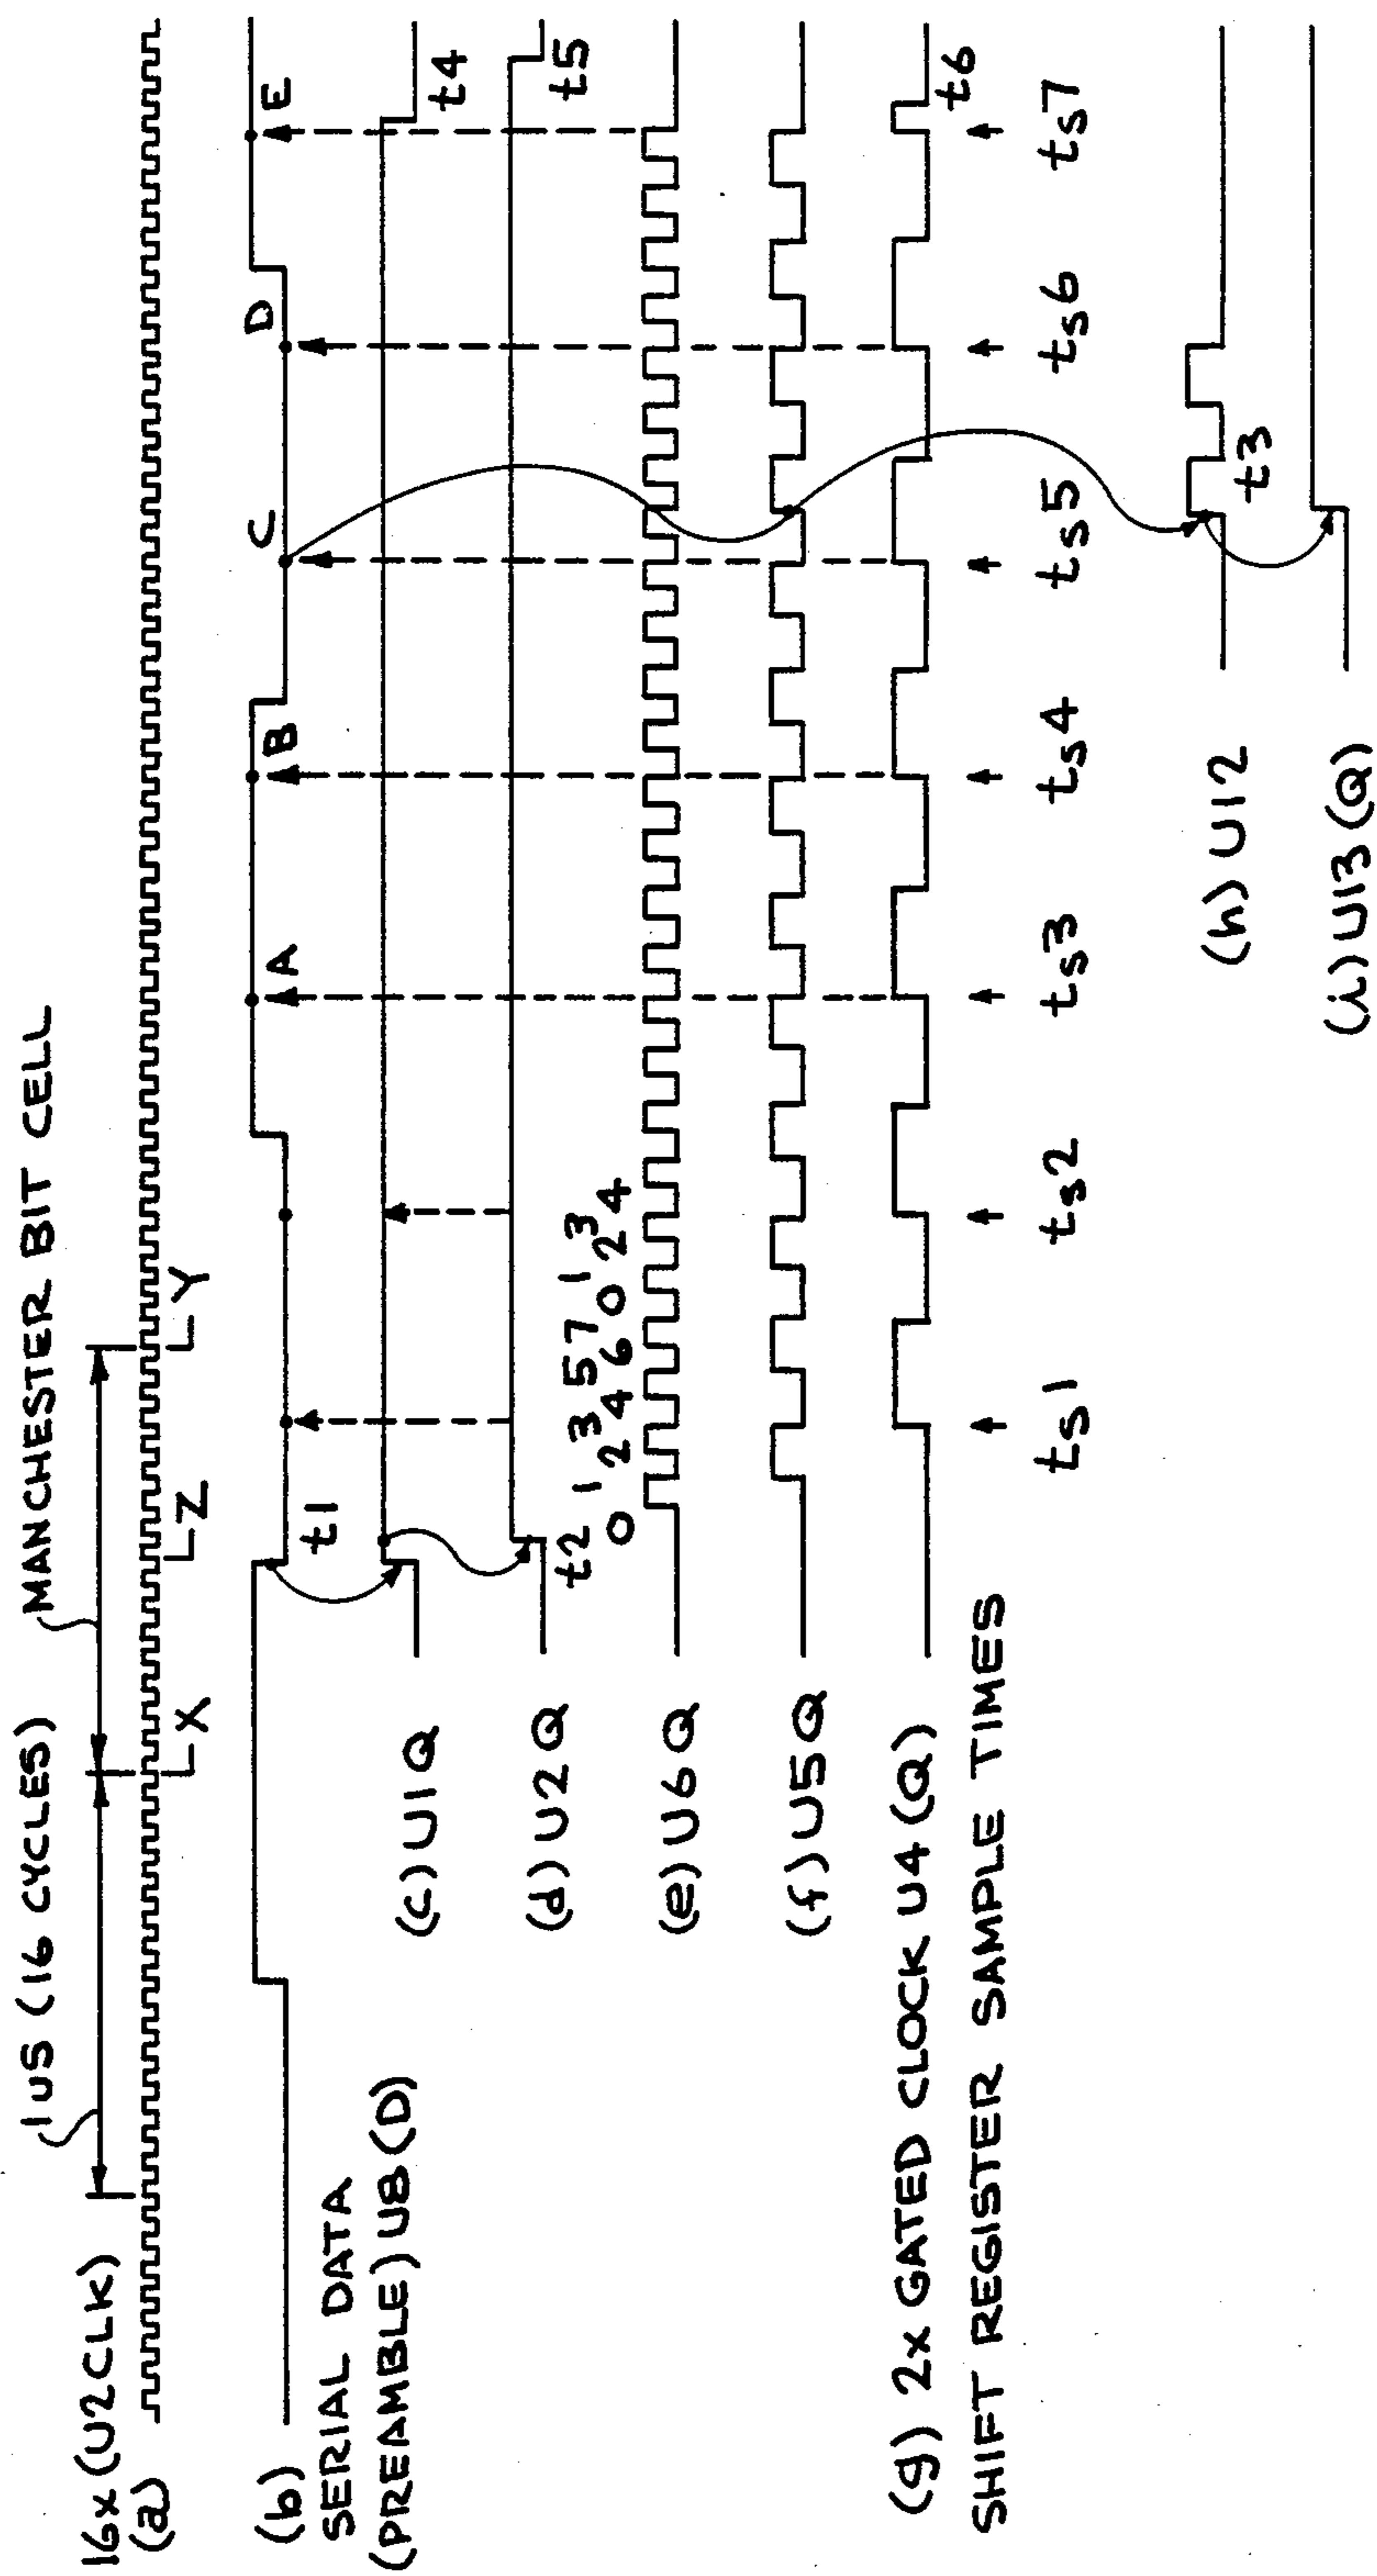 1US (16 CYCLES) MANCHESTER BIT CELL
16x (U2CLK)
(a)
X Z Y
(b)
SERIAL DATA
(PREAMBLE) U8 (D)
t1 A B C D E
(c) U1Q
t4
(d) U2Q
t2
t5
1 3 5 7 1 3
0 2 4 6 0 2 4
(e) U6Q
(f) U5Q
(g) 2x GATED CLOCK U4 (Q)
t6
SHIFT REGISTER SAMPLE TIMES
ts1 ts2 ts3 ts4 ts5 ts6 ts7
(h) U12
t3
(i) U13 (Q)